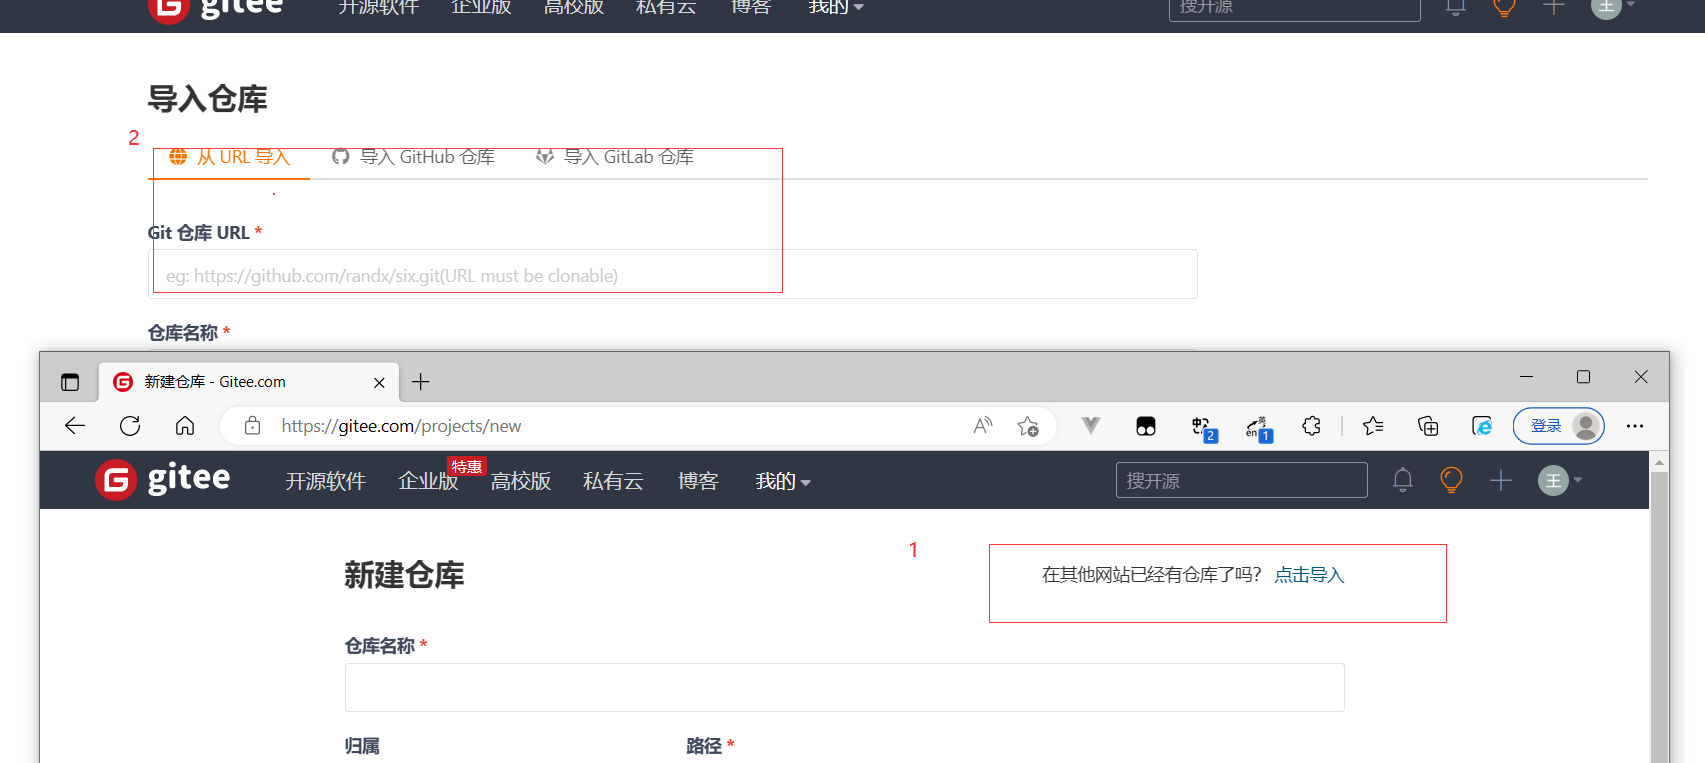 gitee 开源软件 企业版 高校版 私有云 博客 我的 搜开源 王
导入仓库
2
从 URL 导入 导入 GitHub 仓库 导入 GitLab 仓库
Git 仓库 URL *
eg: https://github.com/randx/six.git(URL must be clonable)
仓库名称 *
新建仓库 - Gitee.com
https://gitee.com/projects/new 中 2 英 en 1 登录
gitee 开源软件 企业版 特惠 高校版 私有云 博客 我的 搜开源 王
1
新建仓库 在其他网站已经有仓库了吗？ 点击导入
仓库名称 *
归属 路径 *